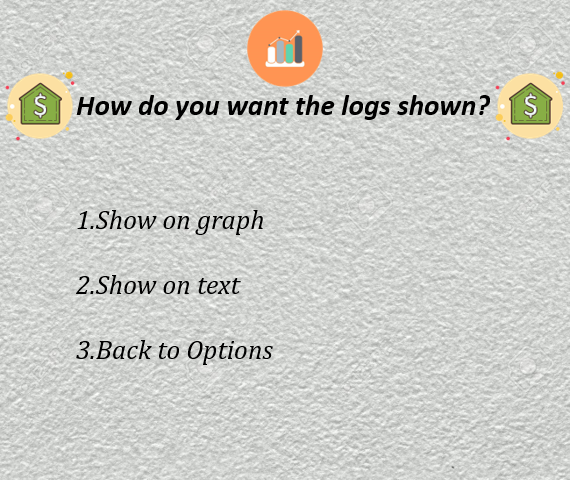 How do you want the logs shown?
$
$
1.Show on graph
2.Show on text
3.Back to Options